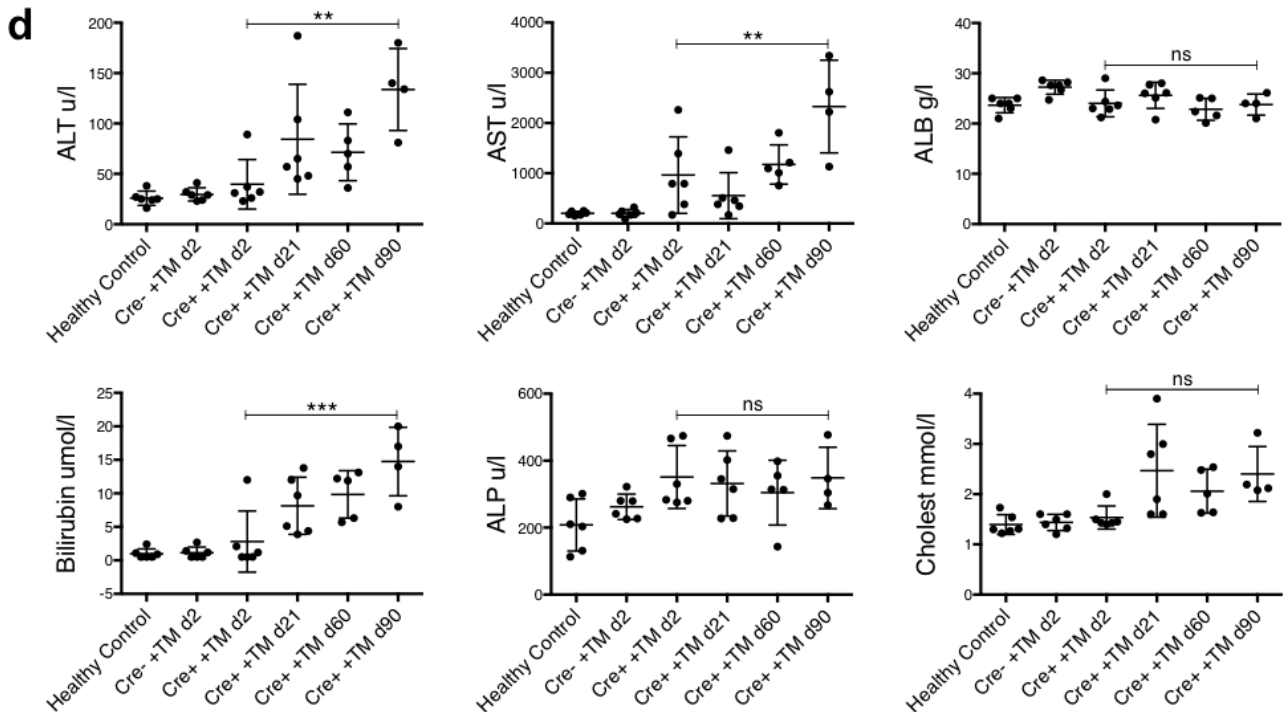 d
ALT u/l
200
150
100
50
0
**
Healthy Control
Cre- +TM d2
Cre+ +TM d2
Cre+ +TM d21
Cre+ +TM d60
Cre+ +TM d90
AST u/l
4000
3000
2000
1000
0
**
Healthy Control
Cre- +TM d2
Cre+ +TM d2
Cre+ +TM d21
Cre+ +TM d60
Cre+ +TM d90
ALB g/l
40
30
20
10
0
ns
Healthy Control
Cre- +TM d2
Cre+ +TM d2
Cre+ +TM d21
Cre+ +TM d60
Cre+ +TM d90
Bilirubin umol/l
25
20
15
10
5
0
-5
***
Healthy Control
Cre- +TM d2
Cre+ +TM d2
Cre+ +TM d21
Cre+ +TM d60
Cre+ +TM d90
ALP u/l
600
400
200
0
ns
Healthy Control
Cre- +TM d2
Cre+ +TM d2
Cre+ +TM d21
Cre+ +TM d60
Cre+ +TM d90
Cholest mmol/l
4
3
2
1
0
ns
Healthy Control
Cre- +TM d2
Cre+ +TM d2
Cre+ +TM d21
Cre+ +TM d60
Cre+ +TM d90